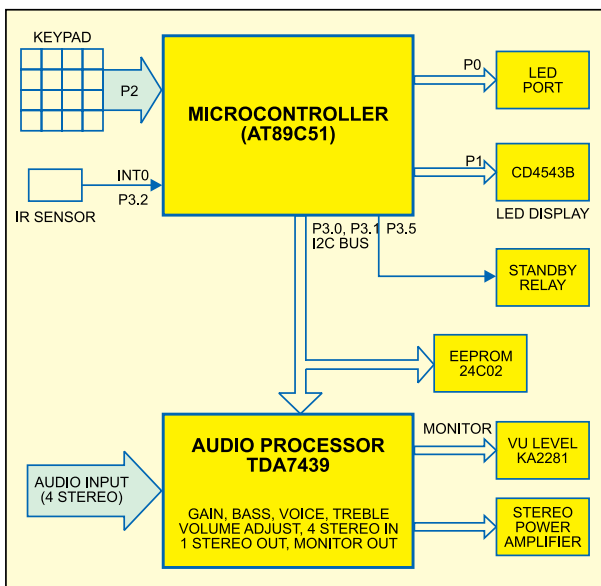 KEYPAD
P2
MICROCONTROLLER
(AT89C51)
P0
LED
PORT
INT0
P3.2
IR SENSOR
P1
CD4543B
LED DISPLAY
P3.0, P3.1
I2C BUS
P3.5
STANDBY
RELAY
EEPROM
24C02
AUDIO INPUT
(4 STEREO)
AUDIO PROCESSOR
TDA7439
GAIN, BASS, VOICE, TREBLE
VOLUME ADJUST, 4 STEREO IN
1 STEREO OUT, MONITOR OUT
MONITOR
VU LEVEL
KA2281
STEREO
POWER
AMPLIFIER